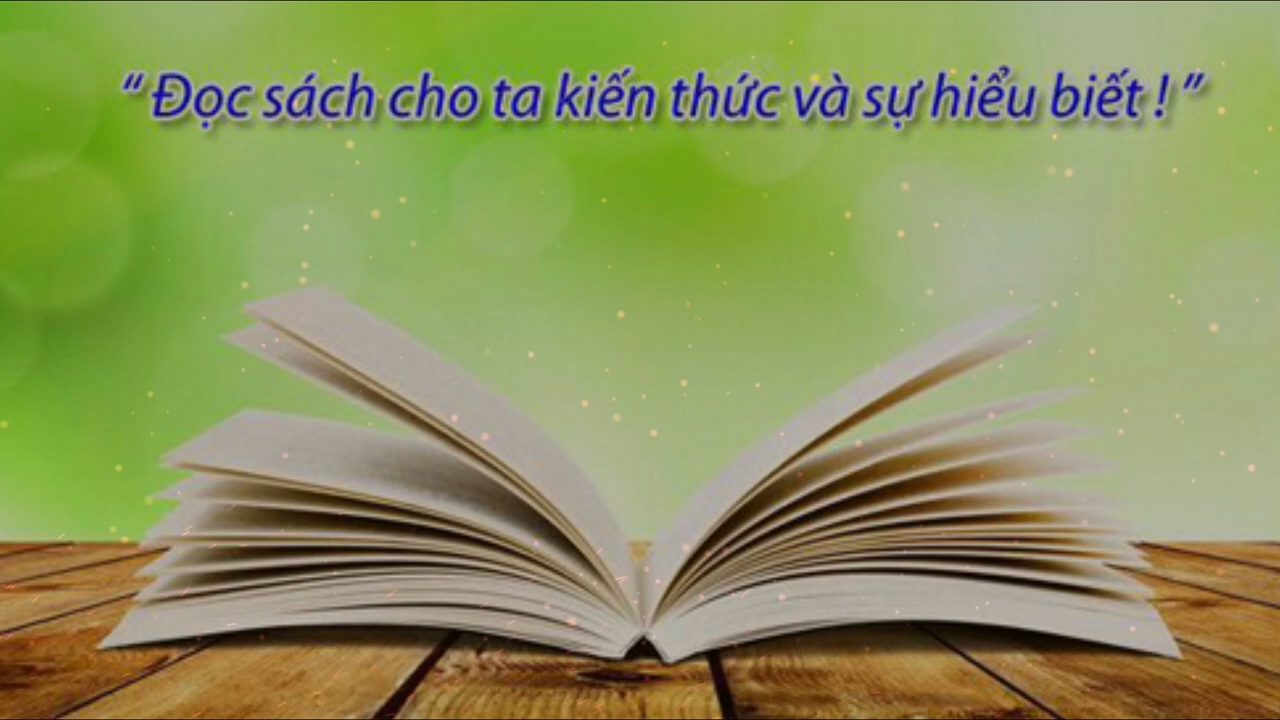 “ Đọc sách cho ta kiến thức và sự hiểu biết ! ”